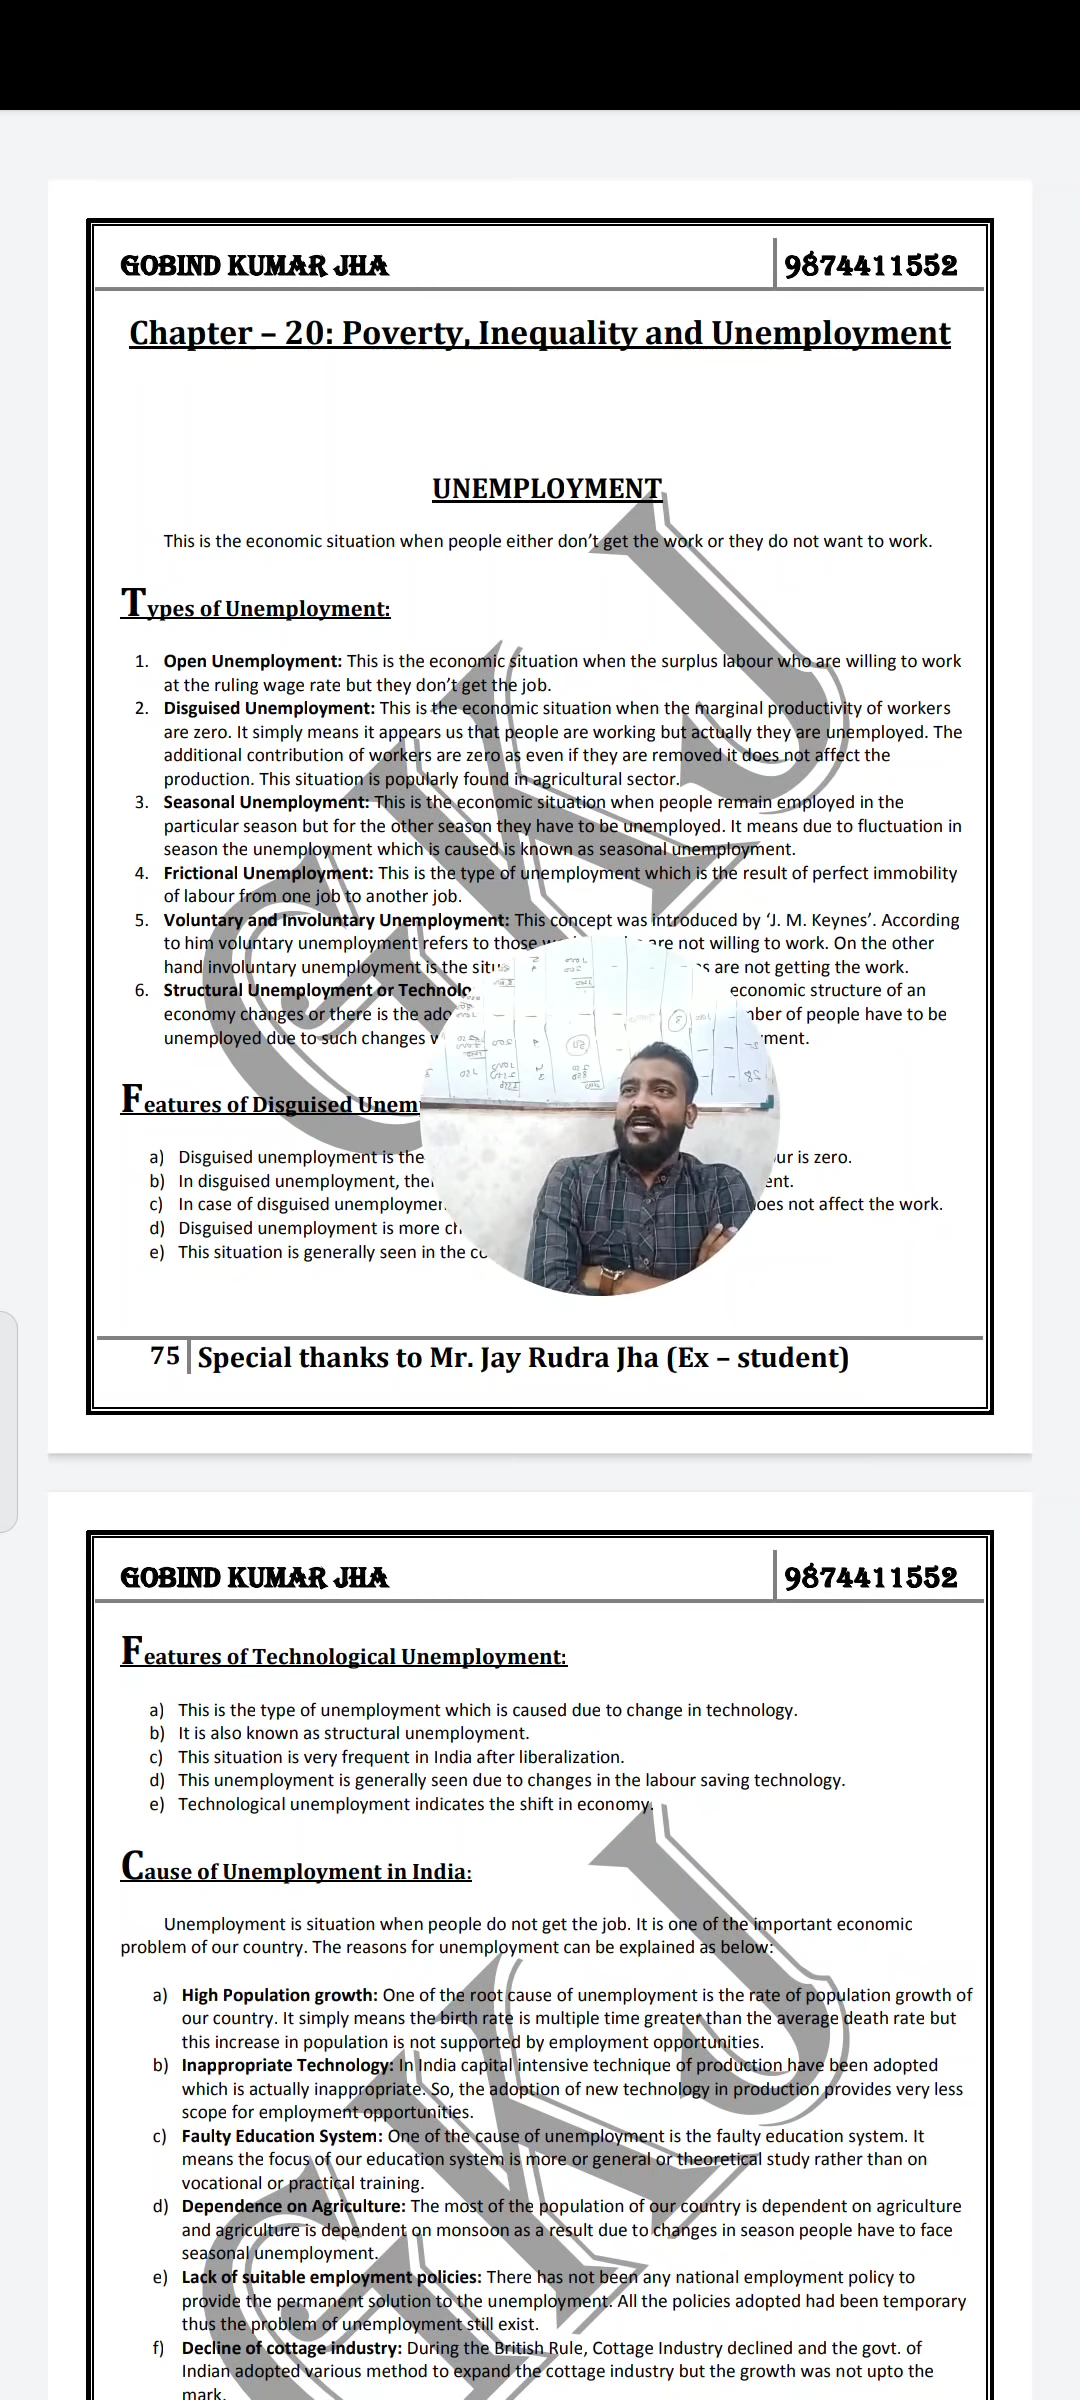 GOBIND KUMAR JHA 9874411552
Chapter – 20: Poverty, Inequality and Unemployment
UNEMPLOYMENT
This is the economic situation when people either don’t get the work or they do not want to work.
Types of Unemployment:
1. Open Unemployment: This is the economic situation when the surplus labour who are willing to work
at the ruling wage rate but they don’t get the job.
2. Disguised Unemployment: This is the economic situation when the marginal productivity of workers
are zero. It simply means it appears us that people are working but actually they are unemployed. The
additional contribution of workers are zero as even if they are removed it does not affect the
production. This situation is popularly found in agricultural sector.
3. Seasonal Unemployment: This is the economic situation when people remain employed in the
particular season but for the other season they have to be unemployed. It means due to fluctuation in
season the unemployment which is caused is known as seasonal unemployment.
4. Frictional Unemployment: This is the type of unemployment which is the result of perfect immobility
of labour from one job to another job.
5. Voluntary and Involuntary Unemployment: This concept was introduced by ‘J. M. Keynes’. According
to him voluntary unemployment refers to those are not willing to work. On the other
hand involuntary unemployment is the are not getting the work.
6. Structural Unemployment or economic structure of an
economy changes or there is the of people have to be
unemployed due to such changes
Features of Disguised
a) Disguised unemployment is the is zero.
b) In disguised unemployment,
c) In case of disguised does not affect the work.
d) Disguised unemployment is more
e) This situation is generally seen in the
75 Special thanks to Mr. Jay Rudra Jha (Ex – student)
GOBIND KUMAR JHA 9874411552
Features of Technological Unemployment:
a) This is the type of unemployment which is caused due to change in technology.
b) It is also known as structural unemployment.
c) This situation is very frequent in India after liberalization.
d) This unemployment is generally seen due to changes in the labour saving technology.
e) Technological unemployment indicates the shift in economy.
Cause of Unemployment in India:
Unemployment is situation when people do not get the job. It is one of the important economic
problem of our country. The reasons for unemployment can be explained as below:
a) High Population growth: One of the root cause of unemployment is the rate of population growth of
our country. It simply means the birth rate is multiple time greater than the average death rate but
this increase in population is not supported by employment opportunities.
b) Inappropriate Technology: In India capital intensive technique of production have been adopted
which is actually inappropriate. So, the adoption of new technology in production provides very less
scope for employment opportunities.
c) Faulty Education System: One of the cause of unemployment is the faulty education system. It
means the focus of our education system is more or general or theoretical study rather than on
vocational or practical training.
d) Dependence on Agriculture: The most of the population of our country is dependent on agriculture
and agriculture is dependent on monsoon as a result due to changes in season people have to face
seasonal unemployment.
e) Lack of suitable employment policies: There has not been any national employment policy to
provide the permanent solution to the unemployment. All the policies adopted had been temporary
thus the problem of unemployment still exist.
f) Decline of cottage industry: During the British Rule, Cottage Industry declined and the govt. of
Indian adopted various method to expand the cottage industry but the growth was not upto the
mark.
GKJ
GKJ